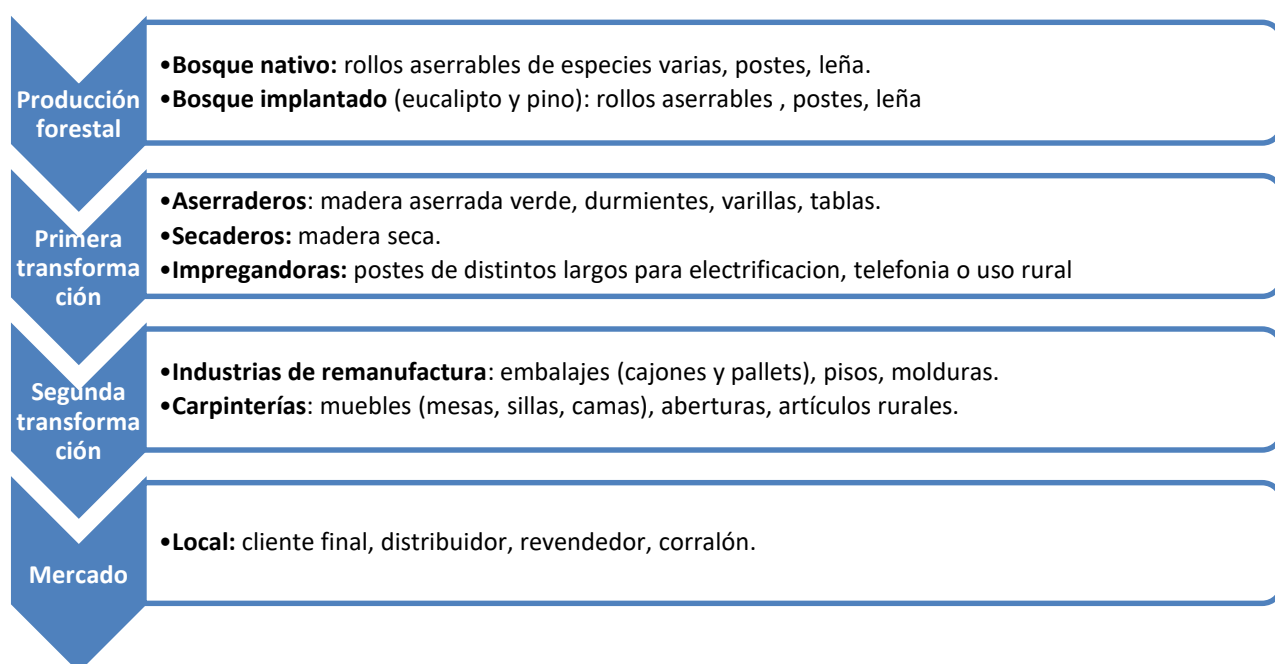 Producción
forestal
•Bosque nativo: rollos aserrables de especies varias, postes, leña.
•Bosque implantado (eucalipto y pino): rollos aserrables , postes, leña
Primera
transforma
ción
•Aserraderos: madera aserrada verde, durmientes, varillas, tablas.
•Secaderos: madera seca.
•Impregandoras: postes de distintos largos para electrificacion, telefonia o uso rural
Segunda
transforma
ción
•Industrias de remanufactura: embalajes (cajones y pallets), pisos, molduras.
•Carpinterías: muebles (mesas, sillas, camas), aberturas, artículos rurales.
Mercado
•Local: cliente final, distribuidor, revendedor, corralón.